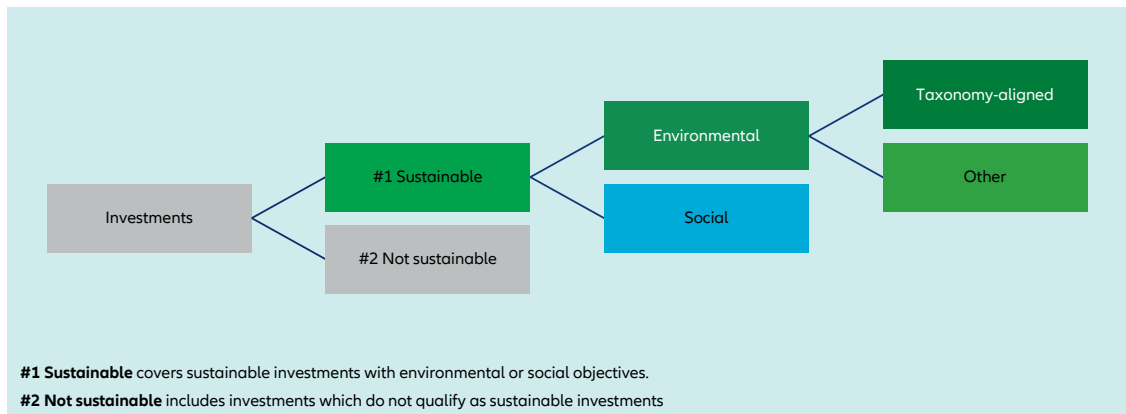 Investments
#1 Sustainable
#2 Not sustainable
Environmental
Social
Taxonomy-aligned
Other
#1 Sustainable covers sustainable investments with environmental or social objectives.
#2 Not sustainable includes investments which do not qualify as sustainable investments